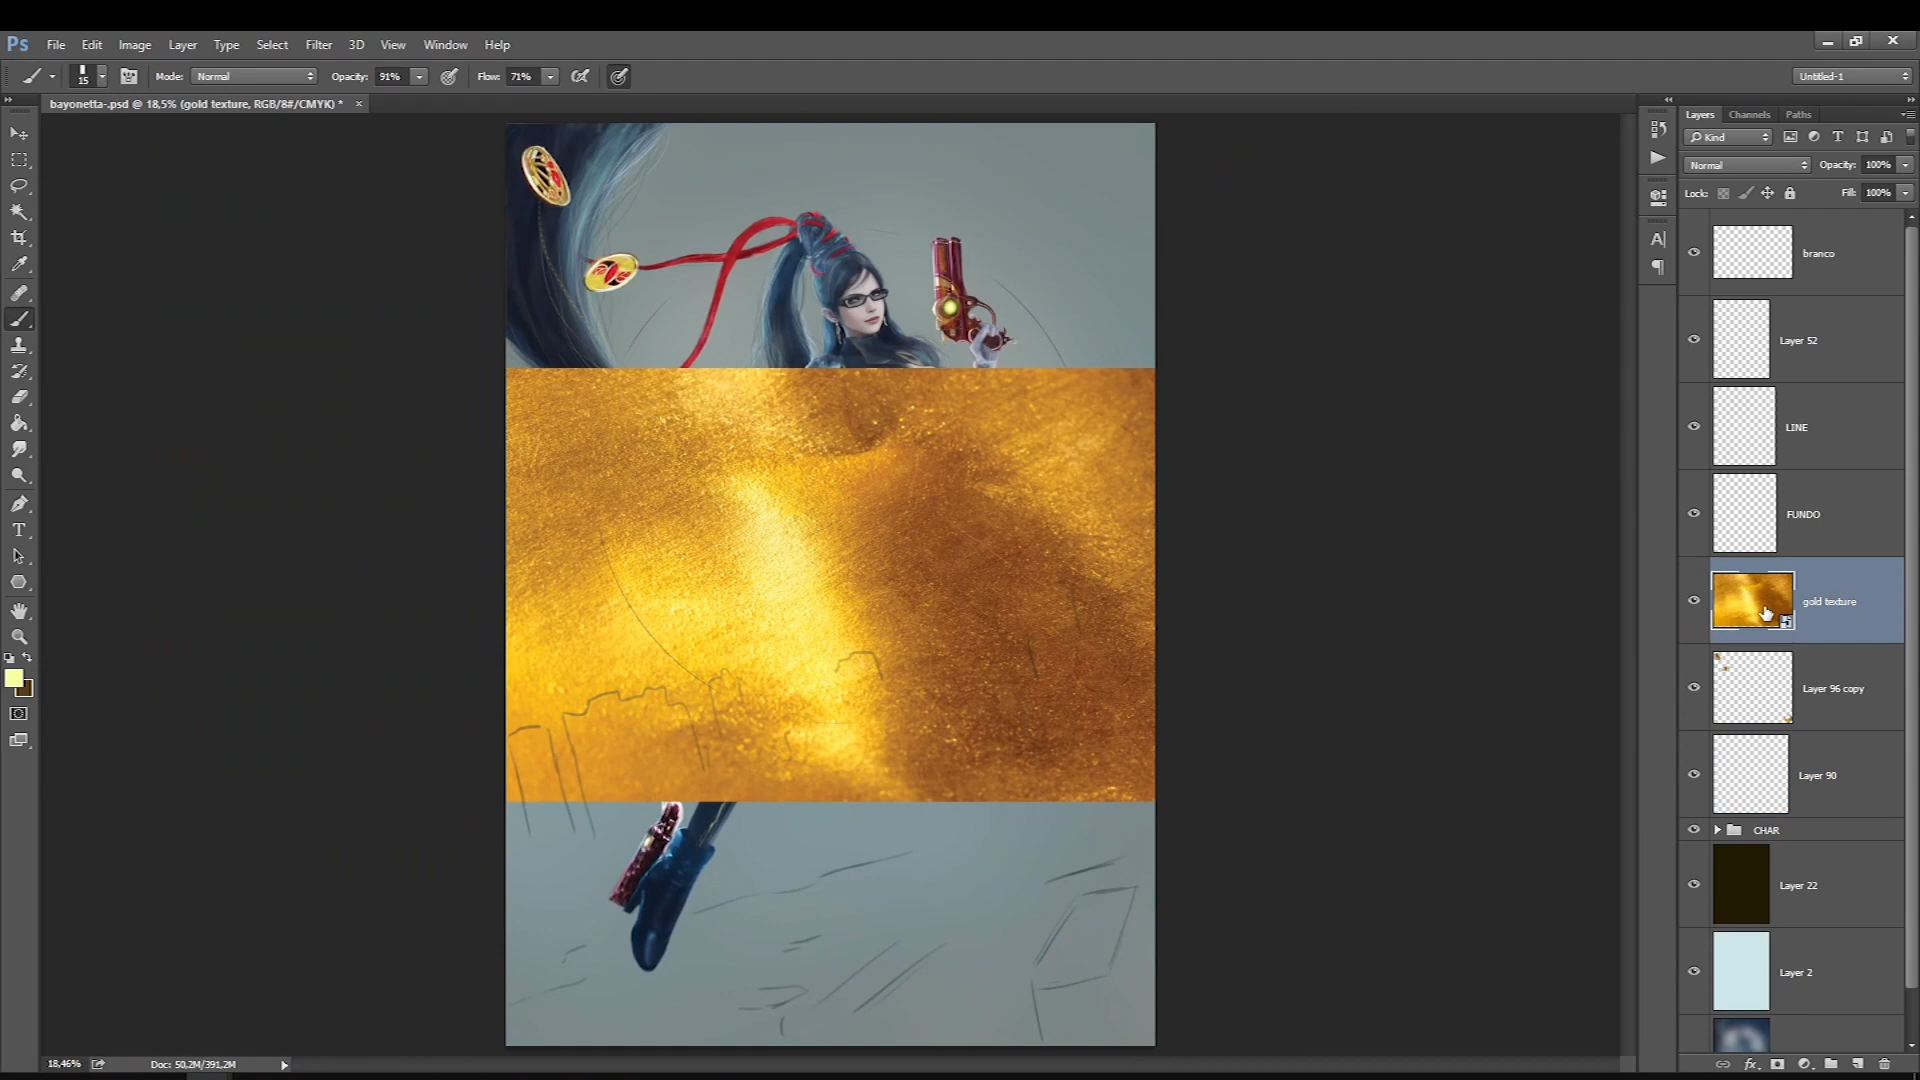 Ps File Edit Image Layer Type Select Filter 3D View Window Help
15 Mode: Normal Opacity: 91% Flow: 71% Untitled-1
bayonetta-.psd @ 18,5% (gold texture, RGB/8#/CMYK) *
Layers Channels Paths
Kind
Normal Opacity: 100%
Lock: Fill: 100%
branco
Layer 52
LINE
FUNDO
gold texture
Layer 96 copy
Layer 90
CHAR
Layer 22
Layer 2
18,46% Doc: 50,2M/391,2M